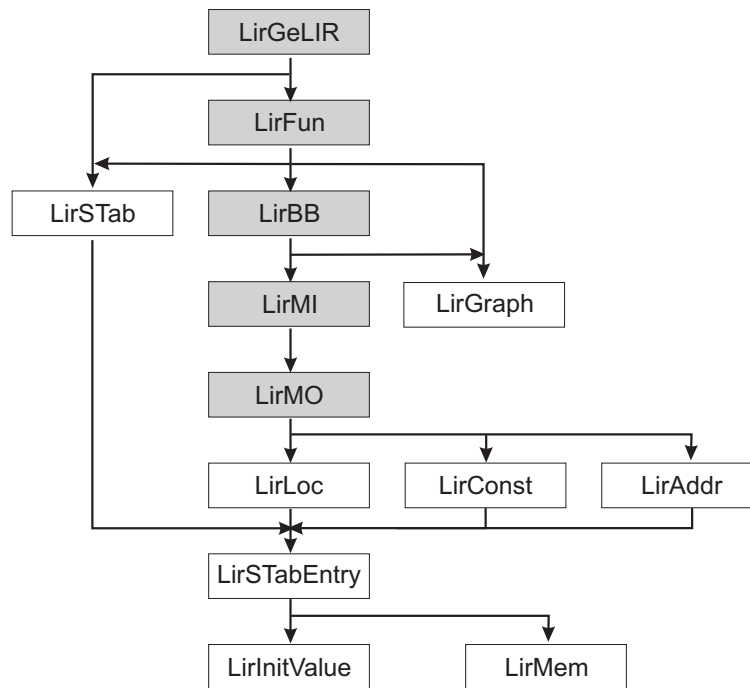 LirGeLIR
LirFun
LirSTab
LirBB
LirMI
LirGraph
LirMO
LirLoc
LirConst
LirAddr
LirSTabEntry
LirInitValue
LirMem